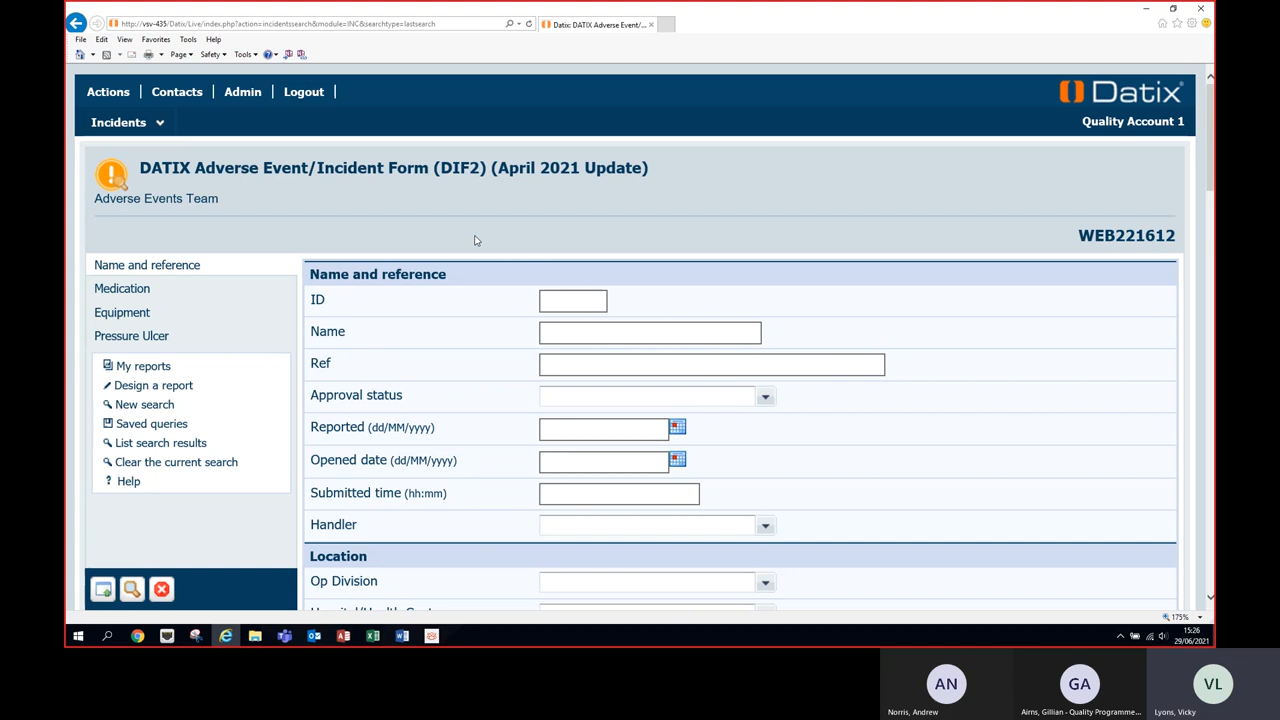 http://vsv-435/Datix/Live/index.php?action=incidentssearch&module=INC&searchtype=lastsearch
Datix: DATIX Adverse Event/...
File Edit View Favorites Tools Help
Page Safety Tools
Actions Contacts Admin Logout
Datix
Incidents
Quality Account 1
DATIX Adverse Event/Incident Form (DIF2) (April 2021 Update)
Adverse Events Team
WEB221612
Name and reference
Medication
Equipment
Pressure Ulcer
My reports
Design a report
New search
Saved queries
List search results
Clear the current search
? Help
Name and reference
ID
Name
Ref
Approval status
Reported (dd/MM/yyyy)
Opened date (dd/MM/yyyy)
Submitted time (hh:mm)
Handler
Location
Op Division
175%
15:26
29/06/2021
AN
GA
VL
Norris, Andrew
Airns, Gillian - Quality Programme...
Lyons, Vicky